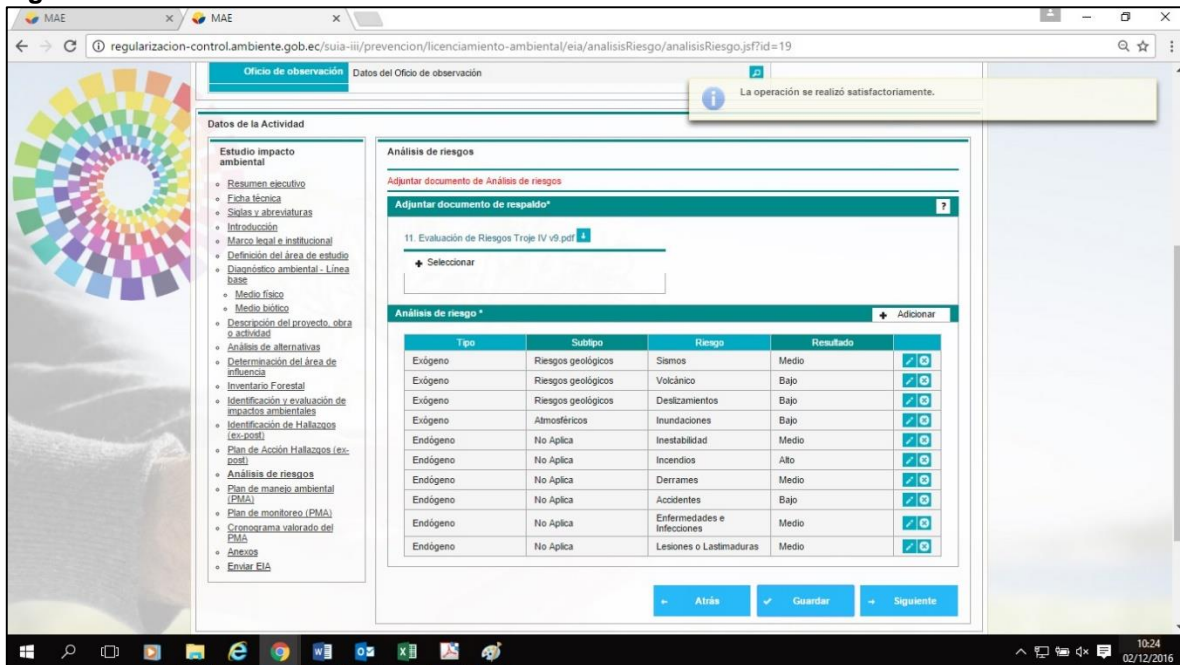 MAE
MAE
regularizacion-control.ambiente.gob.ec/suia-iii/prevencion/licenciamiento-ambiental/eia/analisisRiesgo/analisisRiesgo.jsf?id=19
Oficio de observación Datos del Oficio de observación
La operación se realizó satisfactoriamente.
Datos de la Actividad
Estudio impacto
ambiental
Resumen ejecutivo
Ficha técnica
Siglas y abreviaturas
Introducción
Marco legal e institucional
Definición del área de estudio
Diagnóstico ambiental - Línea
base
Medio físico
Medio biótico
Descripción del proyecto, obra
o actividad
Análisis de alternativas
Determinación del área de
influencia
Inventario Forestal
Identificación y evaluación de
impactos ambientales
Identificación de Hallazgos
(ex-post)
Plan de Acción Hallazgos (ex-
post)
Análisis de riesgos
Plan de manejo ambiental
(PMA)
Plan de monitoreo (PMA)
Cronograma valorado del
PMA
Anexos
Enviar EIA
Análisis de riesgos
Adjuntar documento de Análisis de riesgos
Adjuntar documento de respaldo* ?
11. Evaluación de Riesgos Troje IV v9.pdf
+ Seleccionar
Análisis de riesgo * + Adicionar
Tipo Subtipo Riesgo Resultado
Exógeno Riesgos geológicos Sismos Medio
Exógeno Riesgos geológicos Volcánico Bajo
Exógeno Riesgos geológicos Deslizamientos Bajo
Exógeno Atmosféricos Inundaciones Bajo
Endógeno No Aplica Inestabilidad Medio
Endógeno No Aplica Incendios Alto
Endógeno No Aplica Derrames Medio
Endógeno No Aplica Accidentes Bajo
Endógeno No Aplica Enfermedades e
Infecciones Medio
Endógeno No Aplica Lesiones o Lastimaduras Medio
Atrás Guardar Siguiente
10:24
02/12/2016